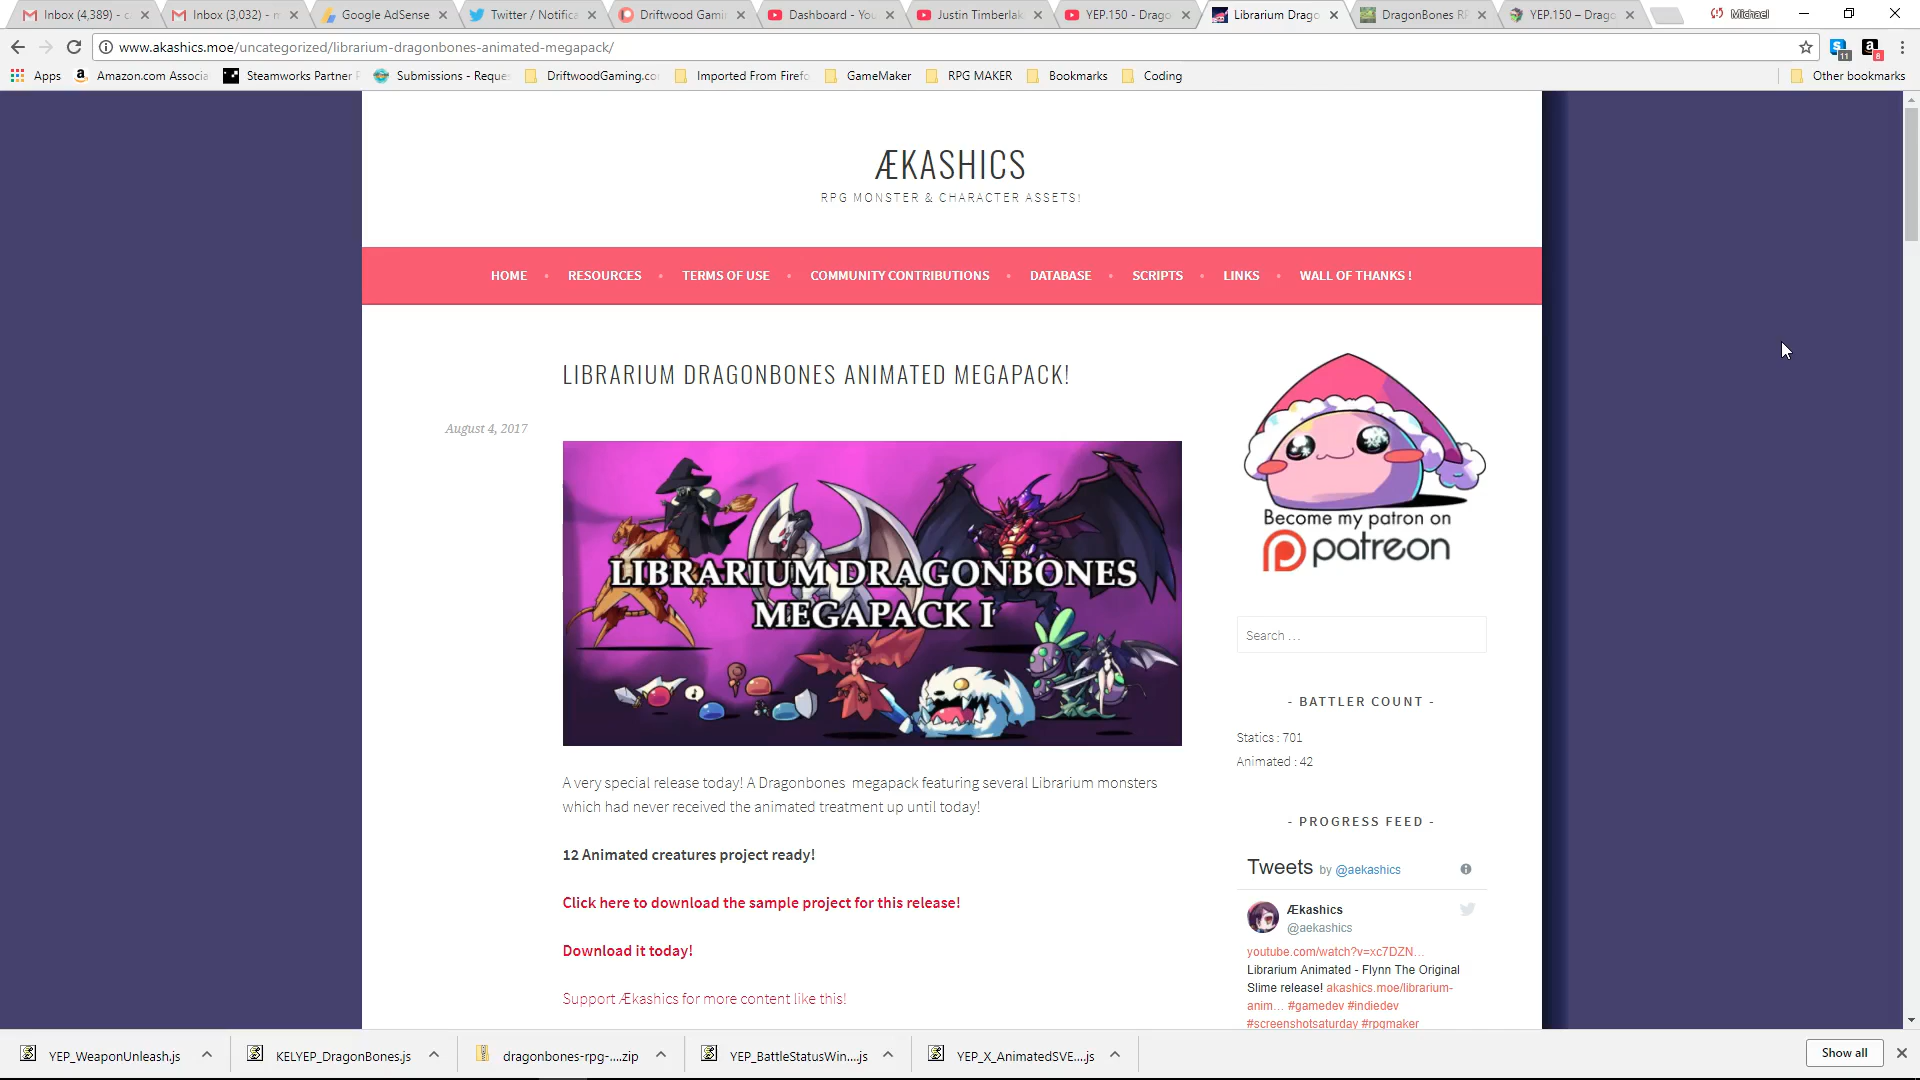 Inbox (4,389) - c
Inbox (3,032) - m
Google AdSense
Twitter / Notifica
Driftwood Gamin
Dashboard - You
Justin Timberlak
YEP.150 - Drago
Librarium Drago
DragonBones RP
YEP.150 – Drago
Michael
www.akashics.moe/uncategorized/librarium-dragonbones-animated-megapack/
11
8
Apps
Amazon.com Associa
Steamworks Partner P
Submissions - Reque
DriftwoodGaming.co
Imported From Firefo
GameMaker
RPG MAKER
Bookmarks
Coding
Other bookmarks
ÆKASHICS
RPG MONSTER & CHARACTER ASSETS!
HOME • RESOURCES • TERMS OF USE • COMMUNITY CONTRIBUTIONS • DATABASE • SCRIPTS • LINKS • WALL OF THANKS !
LIBRARIUM DRAGONBONES ANIMATED MEGAPACK!
August 4, 2017
LIBRARIUM DRAGONBONES
MEGAPACK I
A very special release today! A Dragonbones megapack featuring several Librarium monsters
which had never received the animated treatment up until today!
12 Animated creatures project ready!
Click here to download the sample project for this release!
Download it today!
Support Ækashics for more content like this!
Become my patron on
patreon
Search …
- BATTLER COUNT -
Statics : 701
Animated : 42
- PROGRESS FEED -
Tweets by @aekashics
Ækashics
@aekashics
youtube.com/watch?v=xc7DZN…
Librarium Animated - Flynn The Original
Slime release! akashics.moe/librarium-
anim… #gamedev #indiedev
#screenshotsaturday #rpgmaker
YEP_WeaponUnleash.js
KELYEP_DragonBones.js
dragonbones-rpg-....zip
YEP_BattleStatusWin....js
YEP_X_AnimatedSVE....js
Show all